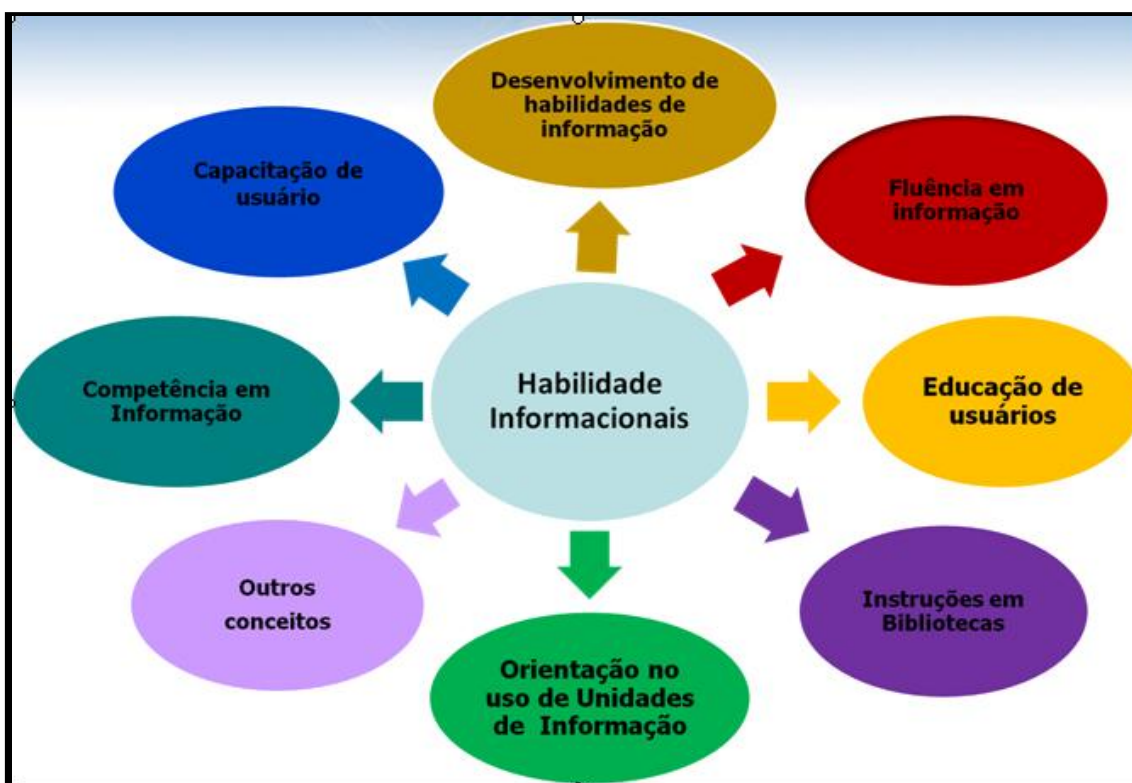 Desenvolvimento de
habilidades de
informação
Capacitação de
usuário
Fluência em
informação
Competência em
Informação
Habilidade
Informacionais
Educação de
usuários
Outros
conceitos
Instruções em
Bibliotecas
Orientação no
uso de Unidades
de Informação